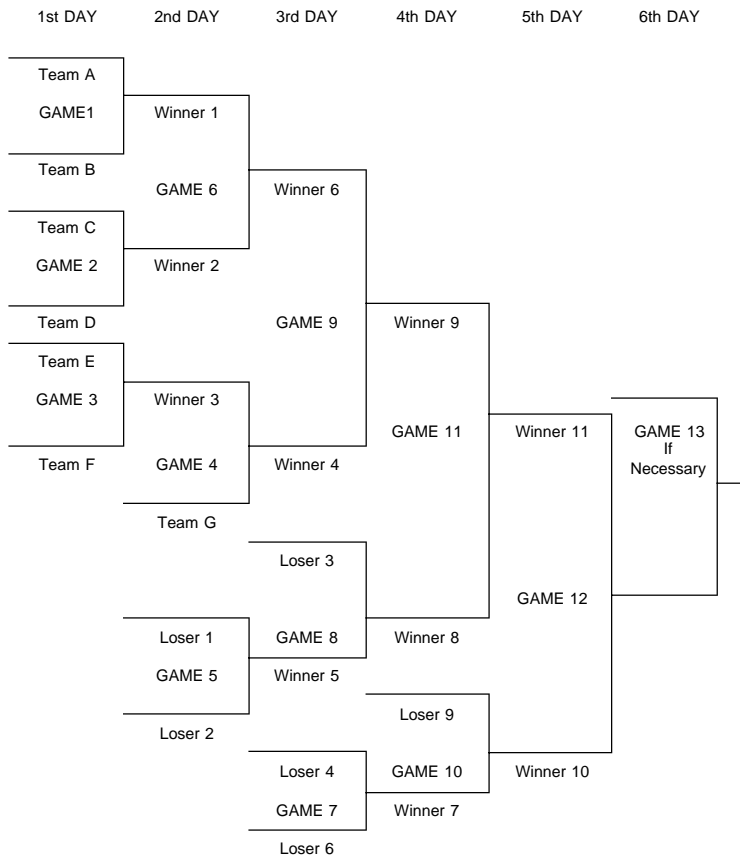 1st DAY 2nd DAY 3rd DAY 4th DAY 5th DAY 6th DAY
Team A
GAME1
Winner 1
Team B
GAME 6
Winner 6
Team C
GAME 2
Winner 2
Team D
GAME 9
Winner 9
Team E
GAME 3
Winner 3
GAME 11
Winner 11
GAME 13
If
Necessary
Team F
GAME 4
Winner 4
Team G
Loser 3
GAME 12
Loser 1
GAME 8
Winner 8
GAME 5
Winner 5
Loser 2
Loser 9
Loser 4
GAME 10
Winner 10
GAME 7
Winner 7
Loser 6